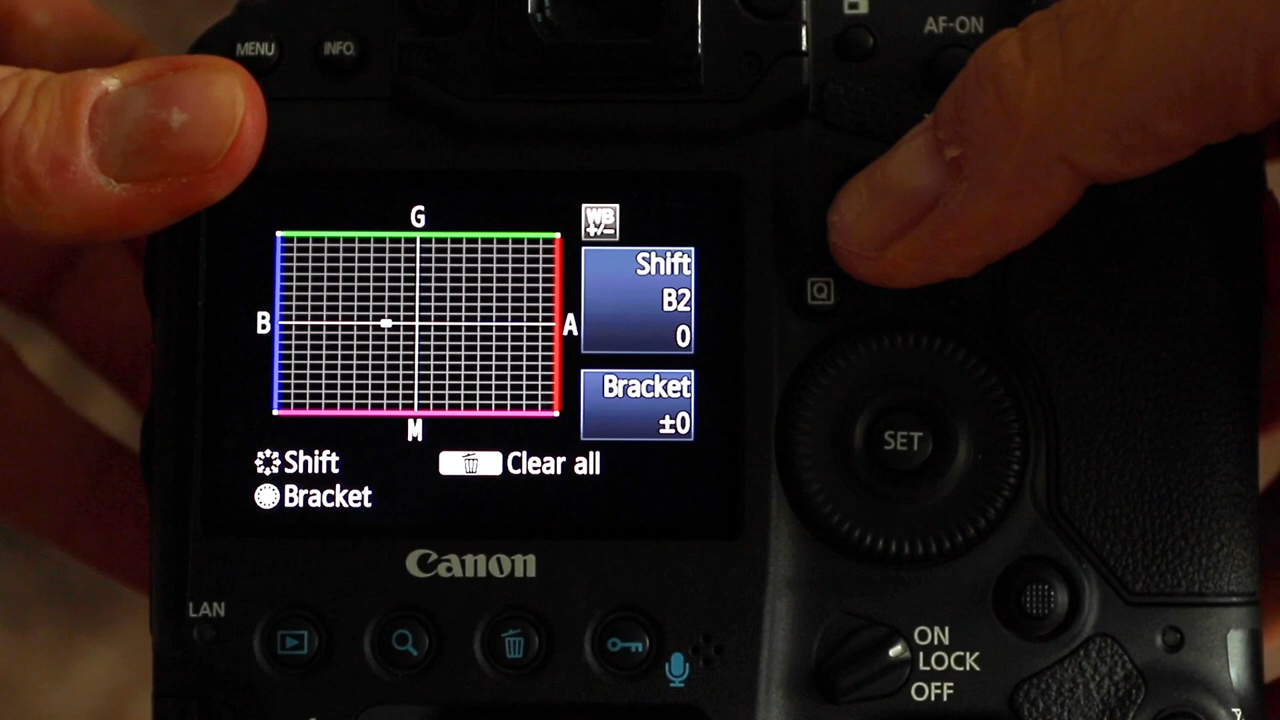 MENU
INFO.
AF-ON
G
WB
+/−
Shift
B2
0
B
A
Q
Bracket
±0
M
SET
Shift
Clear all
Bracket
Canon
LAN
ON
LOCK
OFF